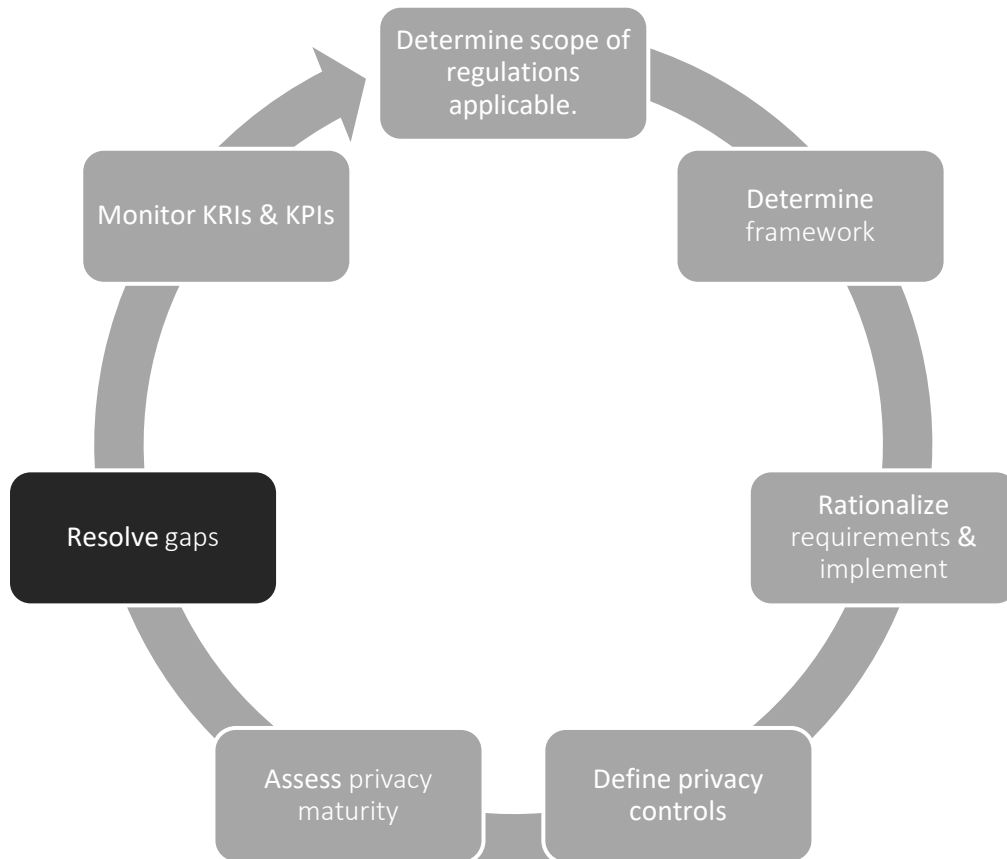 Determine scope of
regulations
applicable.
Determine
framework
Rationalize
requirements &
implement
Define privacy
controls
Assess privacy
maturity
Resolve gaps
Monitor KRIs & KPIs